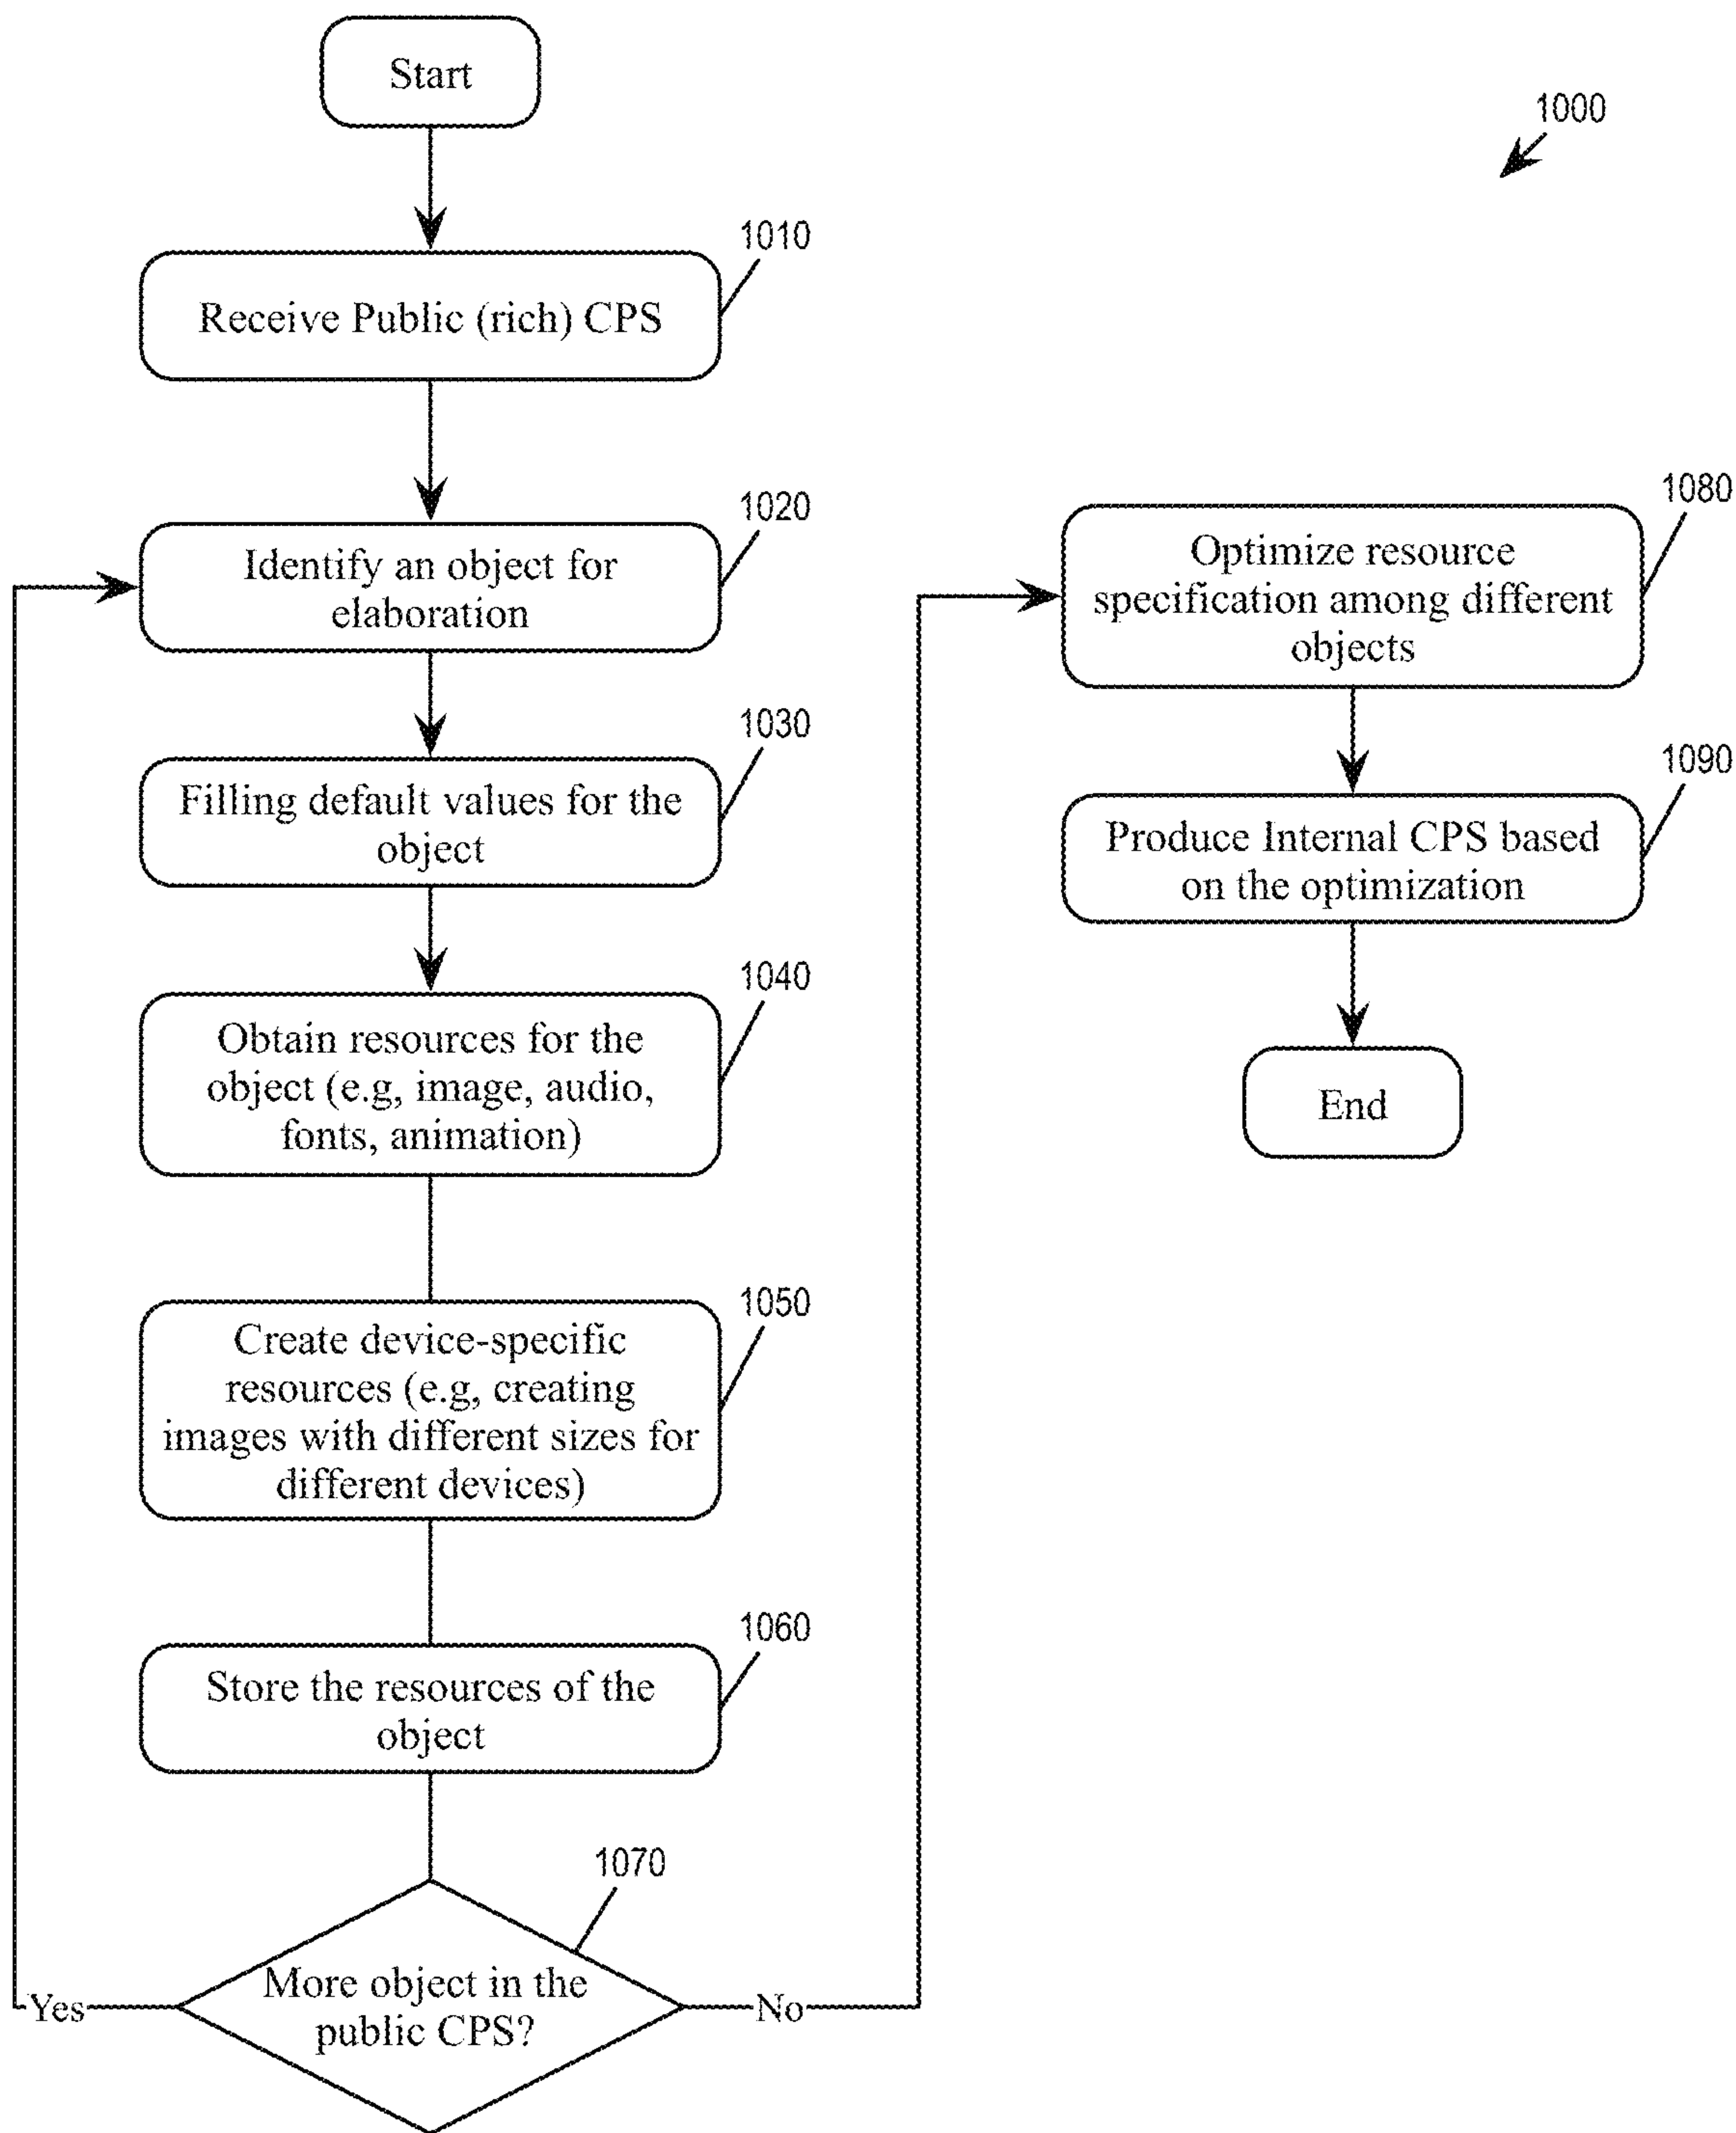 Start
1000
1010
Receive Public (rich) CPS
1020
Identify an object for
elaboration
1030
Filling default values for the
object
1040
Obtain resources for the
object (e.g, image, audio,
fonts, animation)
1050
Create device-specific
resources (e.g, creating
images with different sizes for
different devices)
1060
Store the resources of the
object
1070
More object in the
public CPS?
Yes
No
1080
Optimize resource
specification among different
objects
1090
Produce Internal CPS based
on the optimization
End